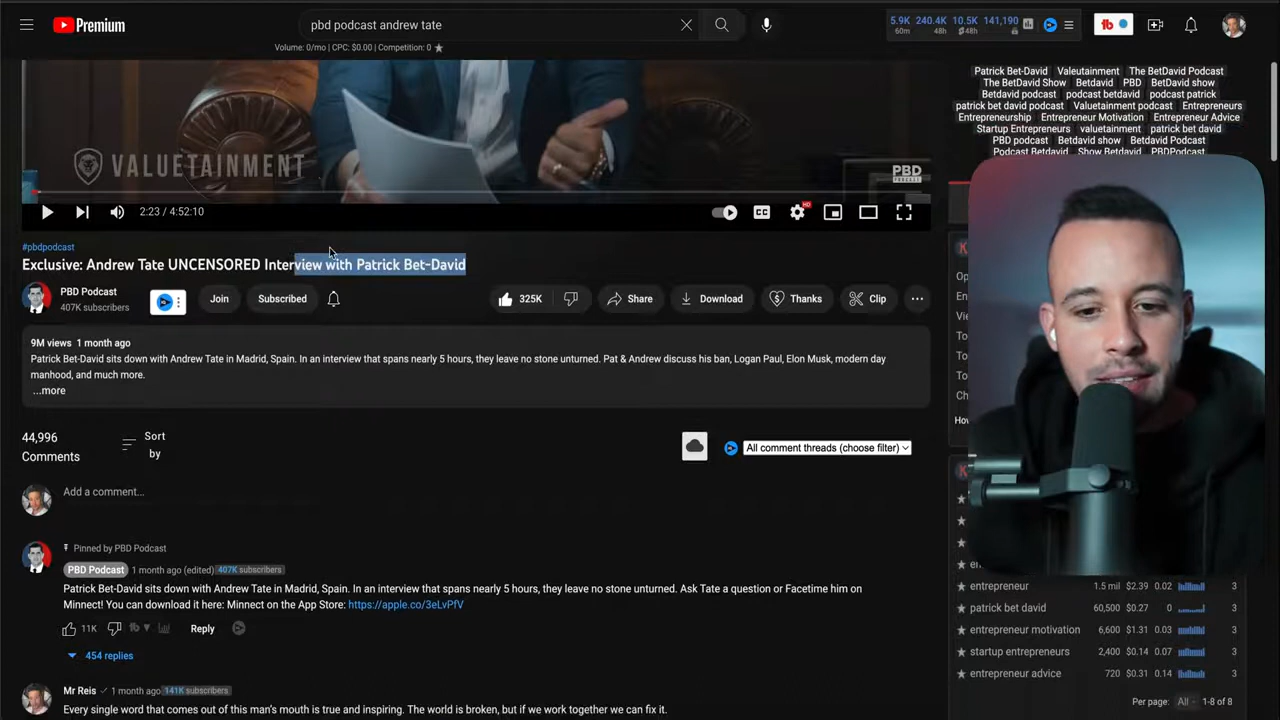 Premium
pbd podcast andrew tate
5.9K 240.4K 10.5K 141,190
60m 48h 48h
Volume: 0/mo | CPC: $0.00 | Competition: 0
Patrick Bet-David Valeutainment The BetDavid Podcast
The BetDavid Show Betdavid PBD BetDavid show
Betdavid podcast podcast betdavid podcast patrick
patrick bet david podcast Valuetainment podcast Entrepreneurs
Entrepreneurship Entrepreneur Motivation Entrepreneur Advice
Startup Entrepreneurs valuetainment patrick bet david
PBD podcast Betdavid show Betdavid Podcast
Podcast Betdavid Show Betdavid PBDPodcast
VALUETAINMENT
PBD
2:23 / 4:52:10
CC
HD
#pbdpodcast
Exclusive: Andrew Tate UNCENSORED Interview with Patrick Bet-David
PBD Podcast
407K subscribers
Join
Subscribed
325K
Share
Download
Thanks
Clip
9M views 1 month ago
Patrick Bet-David sits down with Andrew Tate in Madrid, Spain. In an interview that spans nearly 5 hours, they leave no stone unturned. Pat & Andrew discuss his ban, Logan Paul, Elon Musk, modern day
manhood, and much more.
...more
44,996
Comments
Sort
by
All comment threads (choose filter)
Add a comment...
Pinned by PBD Podcast
PBD Podcast 1 month ago (edited) 407K subscribers
Patrick Bet-David sits down with Andrew Tate in Madrid, Spain. In an interview that spans nearly 5 hours, they leave no stone unturned. Ask Tate a question or Facetime him on
Minnect! You can download it here: Minnect on the App Store: https://apple.co/3eLvPfV
11K
tb
Reply
454 replies
Mr Reis 1 month ago 141K subscribers
Every single word that comes out of this man's mouth is true and inspiring. The world is broken, but if we work together we can fix it.
entrepreneur 1.5 mil $2.39 0.02 3
patrick bet david 60,500 $0.27 0 3
entrepreneur motivation 6,600 $1.31 0.03 3
startup entrepreneurs 2,400 $0.14 0.07 3
entrepreneur advice 720 $0.31 0.14 3
Per page: All 1-8 of 8